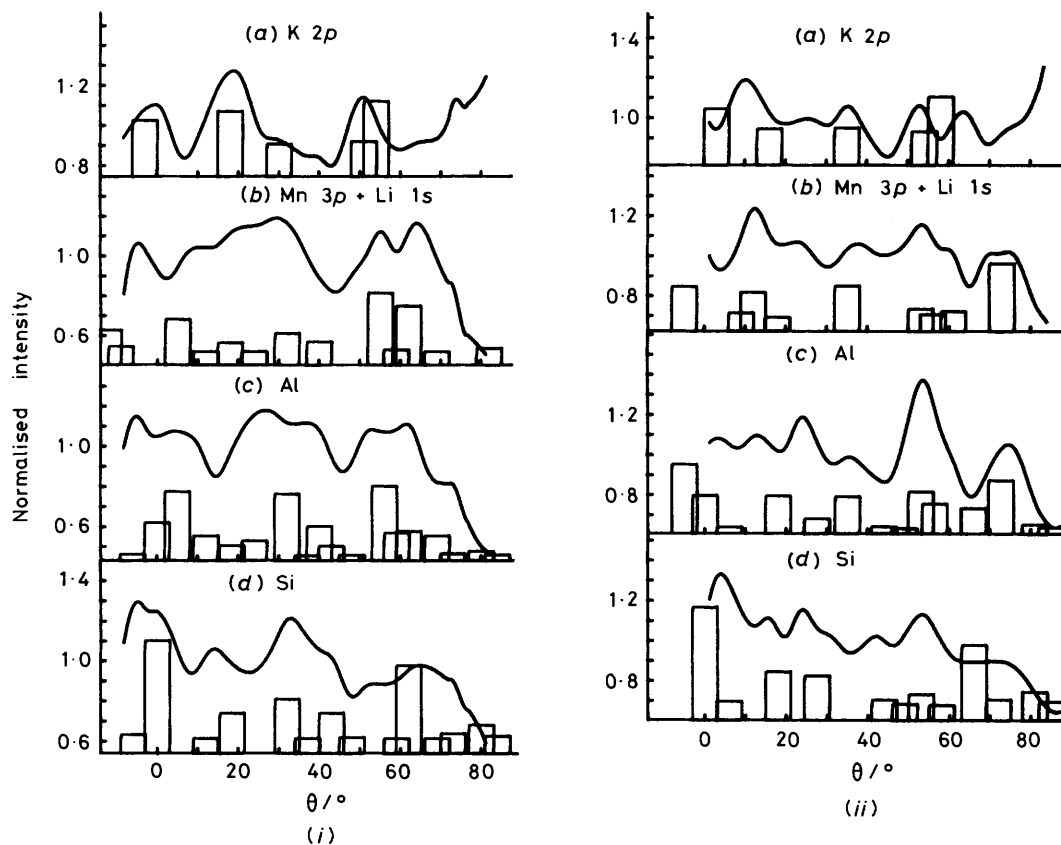 Normalised intensity
(a) K 2p
1·2
0·8
(b) Mn 3p + Li 1s
1·0
0·6
(c) Al
1·0
0·6
(d) Si
1·4
1·0
0·6
0 20 40 60 80
θ/°
(i)
(a) K 2p
1·4
1·0
(b) Mn 3p + Li 1s
1·2
0·8
(c) Al
1·2
0·8
(d) Si
1·2
0·8
0 20 40 60 80
θ/°
(ii)